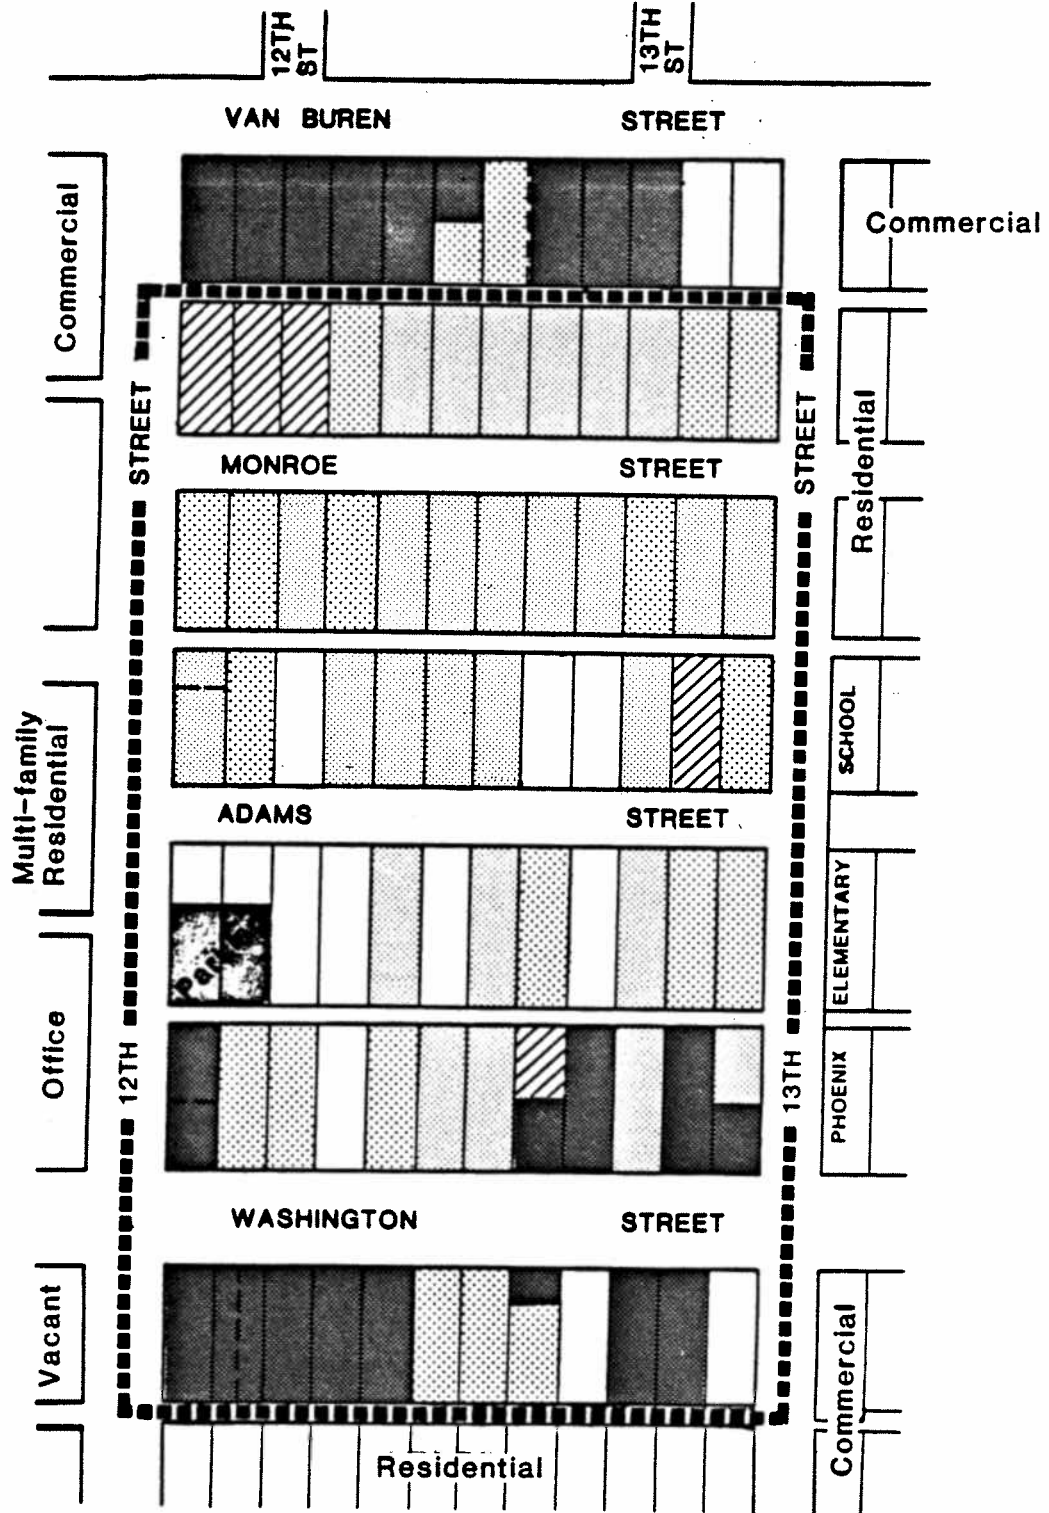 12TH
ST
13TH
ST
VAN BUREN STREET
Commercial
Commercial
MONROE STREET
STREET
STREET
Residential
Multi-family
Residential
SCHOOL
ADAMS STREET
ELEMENTARY
Park
Office
12TH
13TH
PHOENIX
WASHINGTON STREET
Vacant
Commercial
Residential